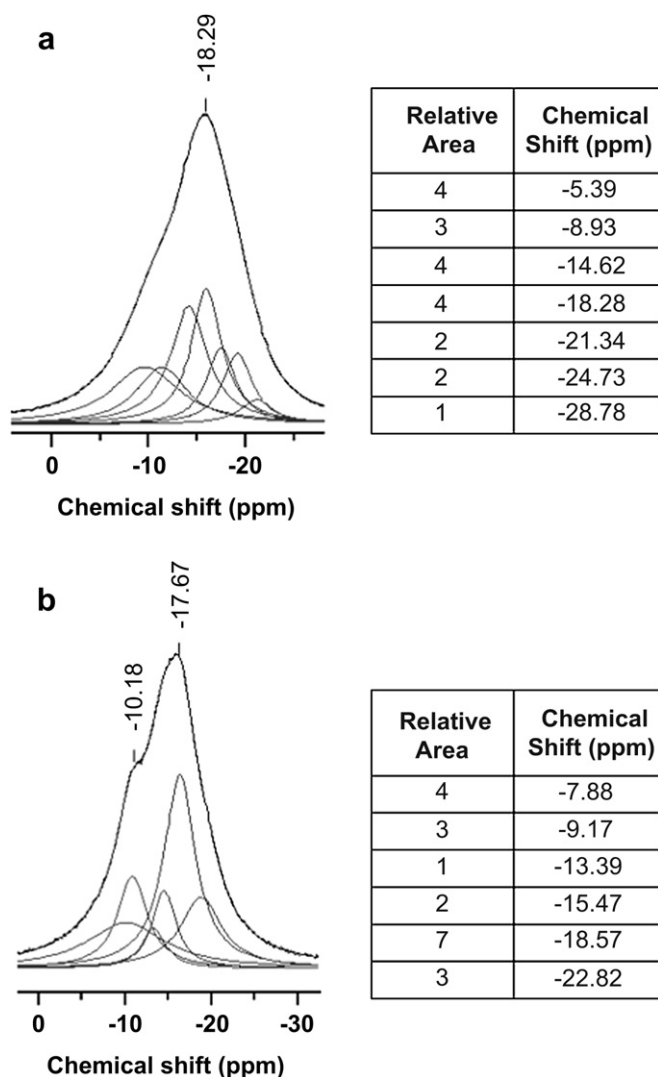 a
-18.29
0 -10 -20
Chemical shift (ppm)
Relative Area Chemical Shift (ppm)
4 -5.39
3 -8.93
4 -14.62
4 -18.28
2 -21.34
2 -24.73
1 -28.78
b
-10.18
-17.67
0 -10 -20 -30
Chemical shift (ppm)
Relative Area Chemical Shift (ppm)
4 -7.88
3 -9.17
1 -13.39
2 -15.47
7 -18.57
3 -22.82